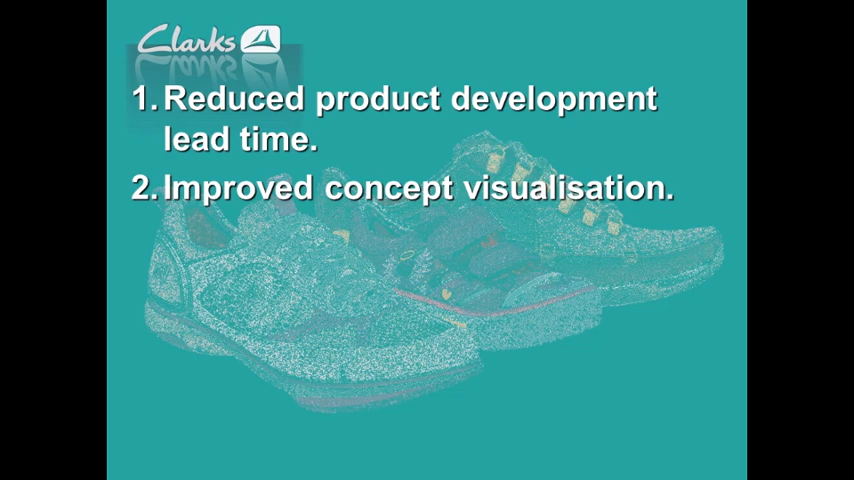 Clarks
1. Reduced product development
lead time.
2. Improved concept visualisation.